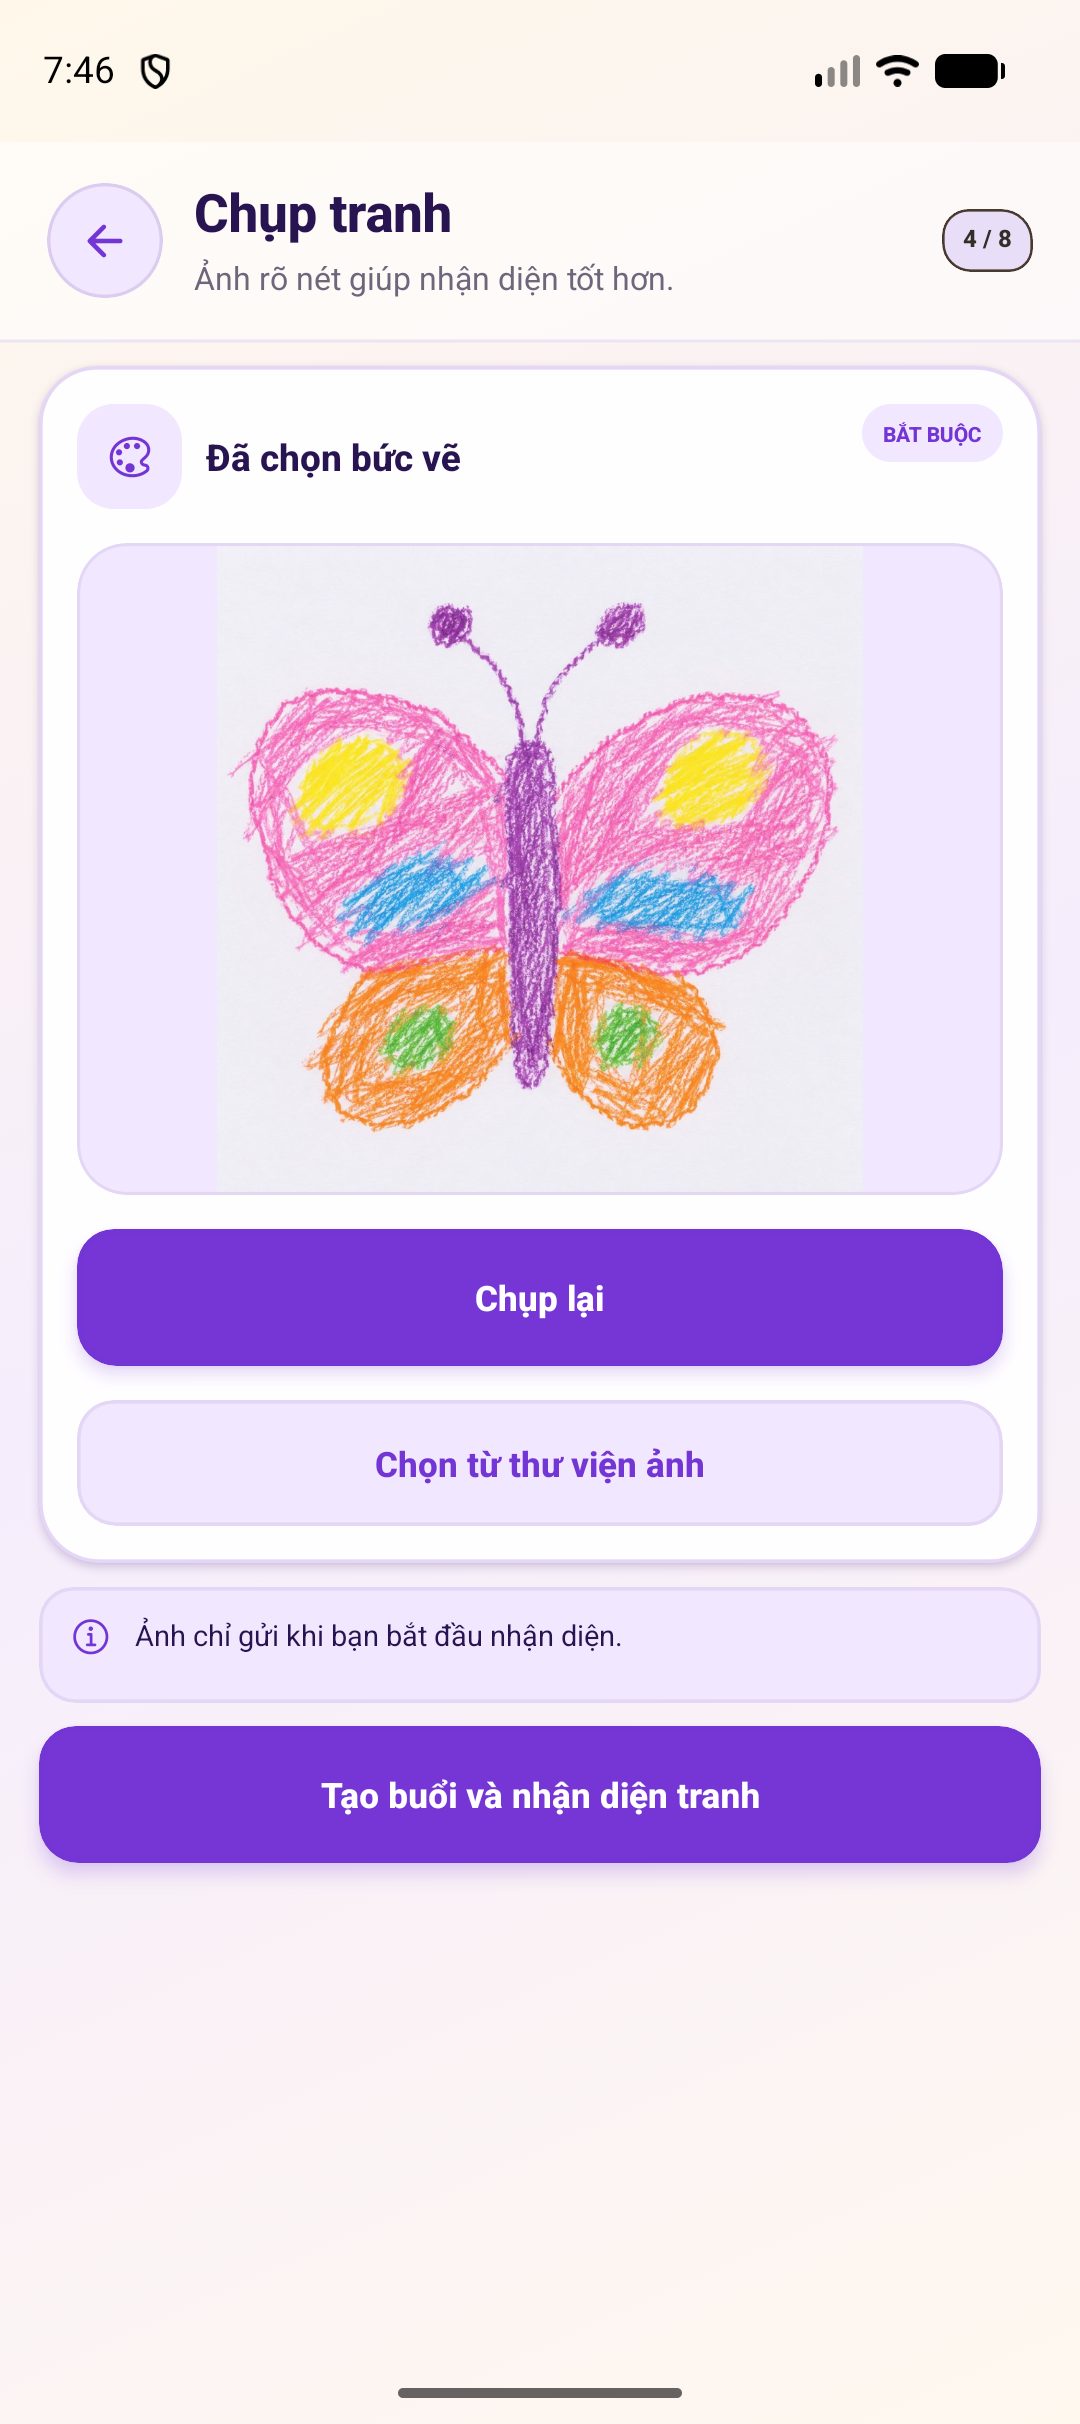 7:46
Chụp tranh
Ảnh rõ nét giúp nhận diện tốt hơn.
4 / 8
Đã chọn bức vẽ
BẮT BUỘC
Chụp lại
Chọn từ thư viện ảnh
Ảnh chỉ gửi khi bạn bắt đầu nhận diện.
Tạo buổi và nhận diện tranh